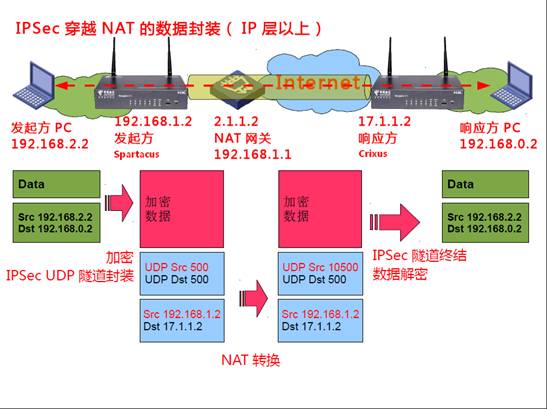 IPSec 穿越 NAT 的数据封装（ IP 层以上）
Internet
发起方 PC
192.168.2.2
192.168.1.2
发起方
Spartacus
2.1.1.2
NAT 网关
192.168.1.1
17.1.1.2
响应方
Crixus
响应方 PC
192.168.0.2
Data
Src 192.168.2.2
Dst 192.168.0.2
加密
IPSec UDP 隧道封装
加密
数据
UDP Src 500
UDP Dst 500
Src 192.168.1.2
Dst 17.1.1.2
NAT 转换
加密
数据
UDP Src 10500
UDP Dst 500
Src 192.168.1.2
Dst 17.1.1.2
IPSec 隧道终结
数据解密
Data
Src 192.168.2.2
Dst 192.168.0.2